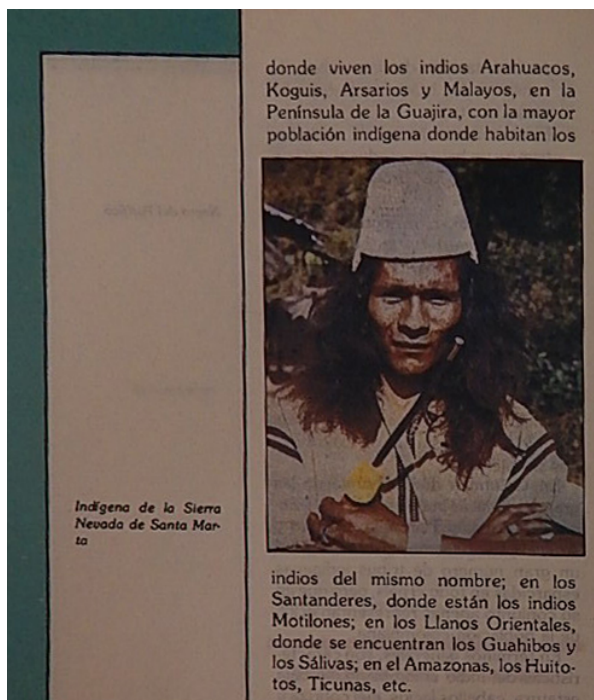 donde viven los indios Arahuacos,
Koguis, Arsarios y Malayos, en la
Península de la Guajira, con la mayor
población indígena donde habitan los
Indígena de la Sierra
Nevada de Santa Mar-
ta
indios del mismo nombre; en los
Santanderes, donde están los indios
Motilones; en los Llanos Orientales,
donde se encuentran los Guahibos y
los Sálivas; en el Amazonas, los Huito-
tos, Ticunas, etc.